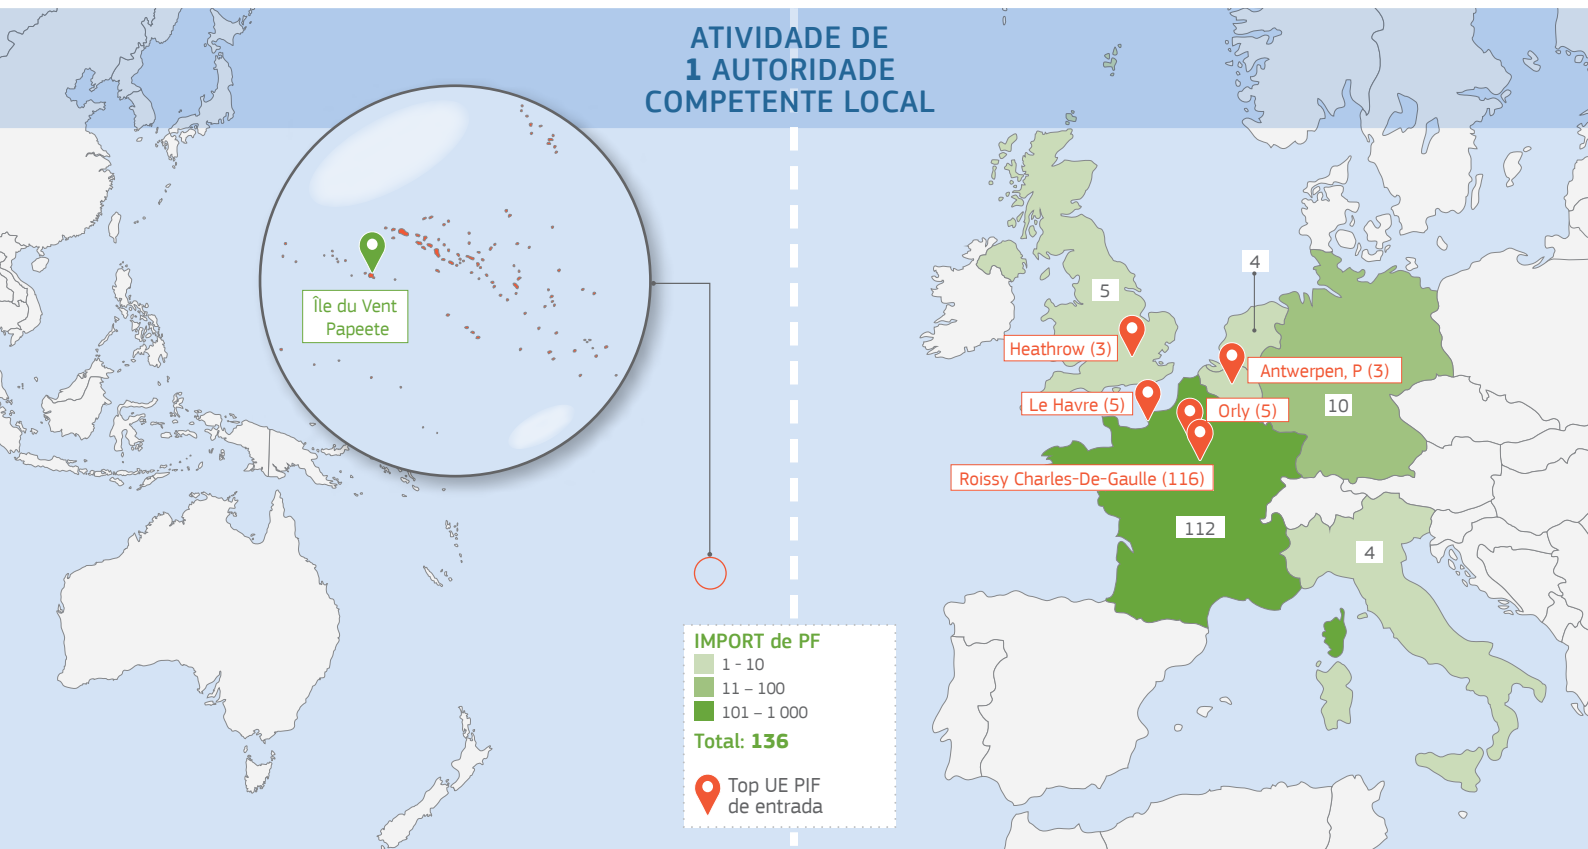 ATIVIDADE DE
1 AUTORIDADE
COMPETENTE LOCAL
Île du Vent
Papeete
4
5
Heathrow (3)
Antwerpen, P (3)
Le Havre (5)
Orly (5)
10
Roissy Charles-De-Gaulle (116)
112
4
IMPORT de PF
1 - 10
11 – 100
101 – 1 000
Total: 136
Top UE PIF
de entrada